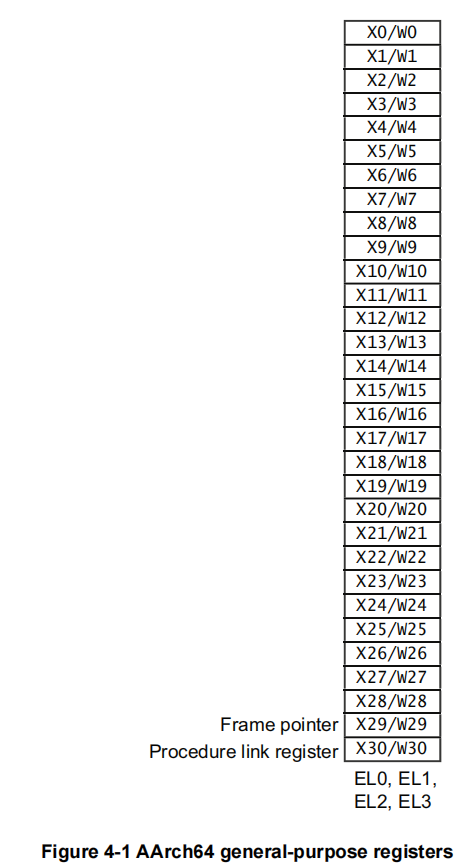 X0/W0
X1/W1
X2/W2
X3/W3
X4/W4
X5/W5
X6/W6
X7/W7
X8/W8
X9/W9
X10/W10
X11/W11
X12/W12
X13/W13
X14/W14
X15/W15
X16/W16
X17/W17
X18/W18
X19/W19
X20/W20
X21/W21
X22/W22
X23/W23
X24/W24
X25/W25
X26/W26
X27/W27
X28/W28
Frame pointer X29/W29
Procedure link register X30/W30
EL0, EL1,
EL2, EL3
Figure 4-1 AArch64 general-purpose registers